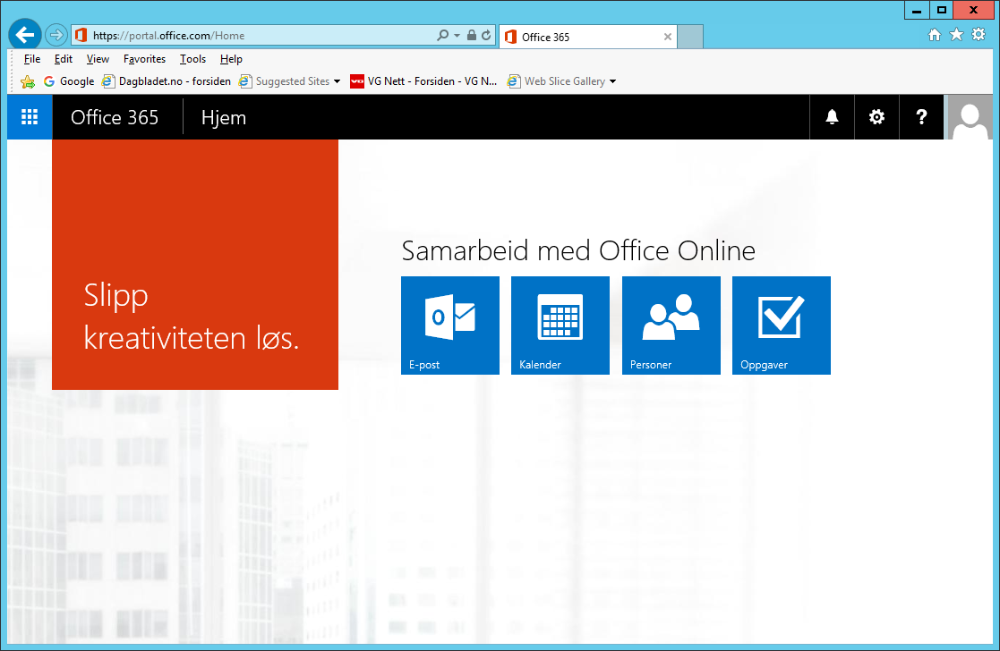 https://portal.office.com/Home
Office 365
File Edit View Favorites Tools Help
Google Dagbladet.no - forsiden Suggested Sites VG Nett - Forsiden - VG N... Web Slice Gallery
Office 365 Hjem
Slipp
kreativiteten løs.
Samarbeid med Office Online
E-post
Kalender
Personer
Oppgaver